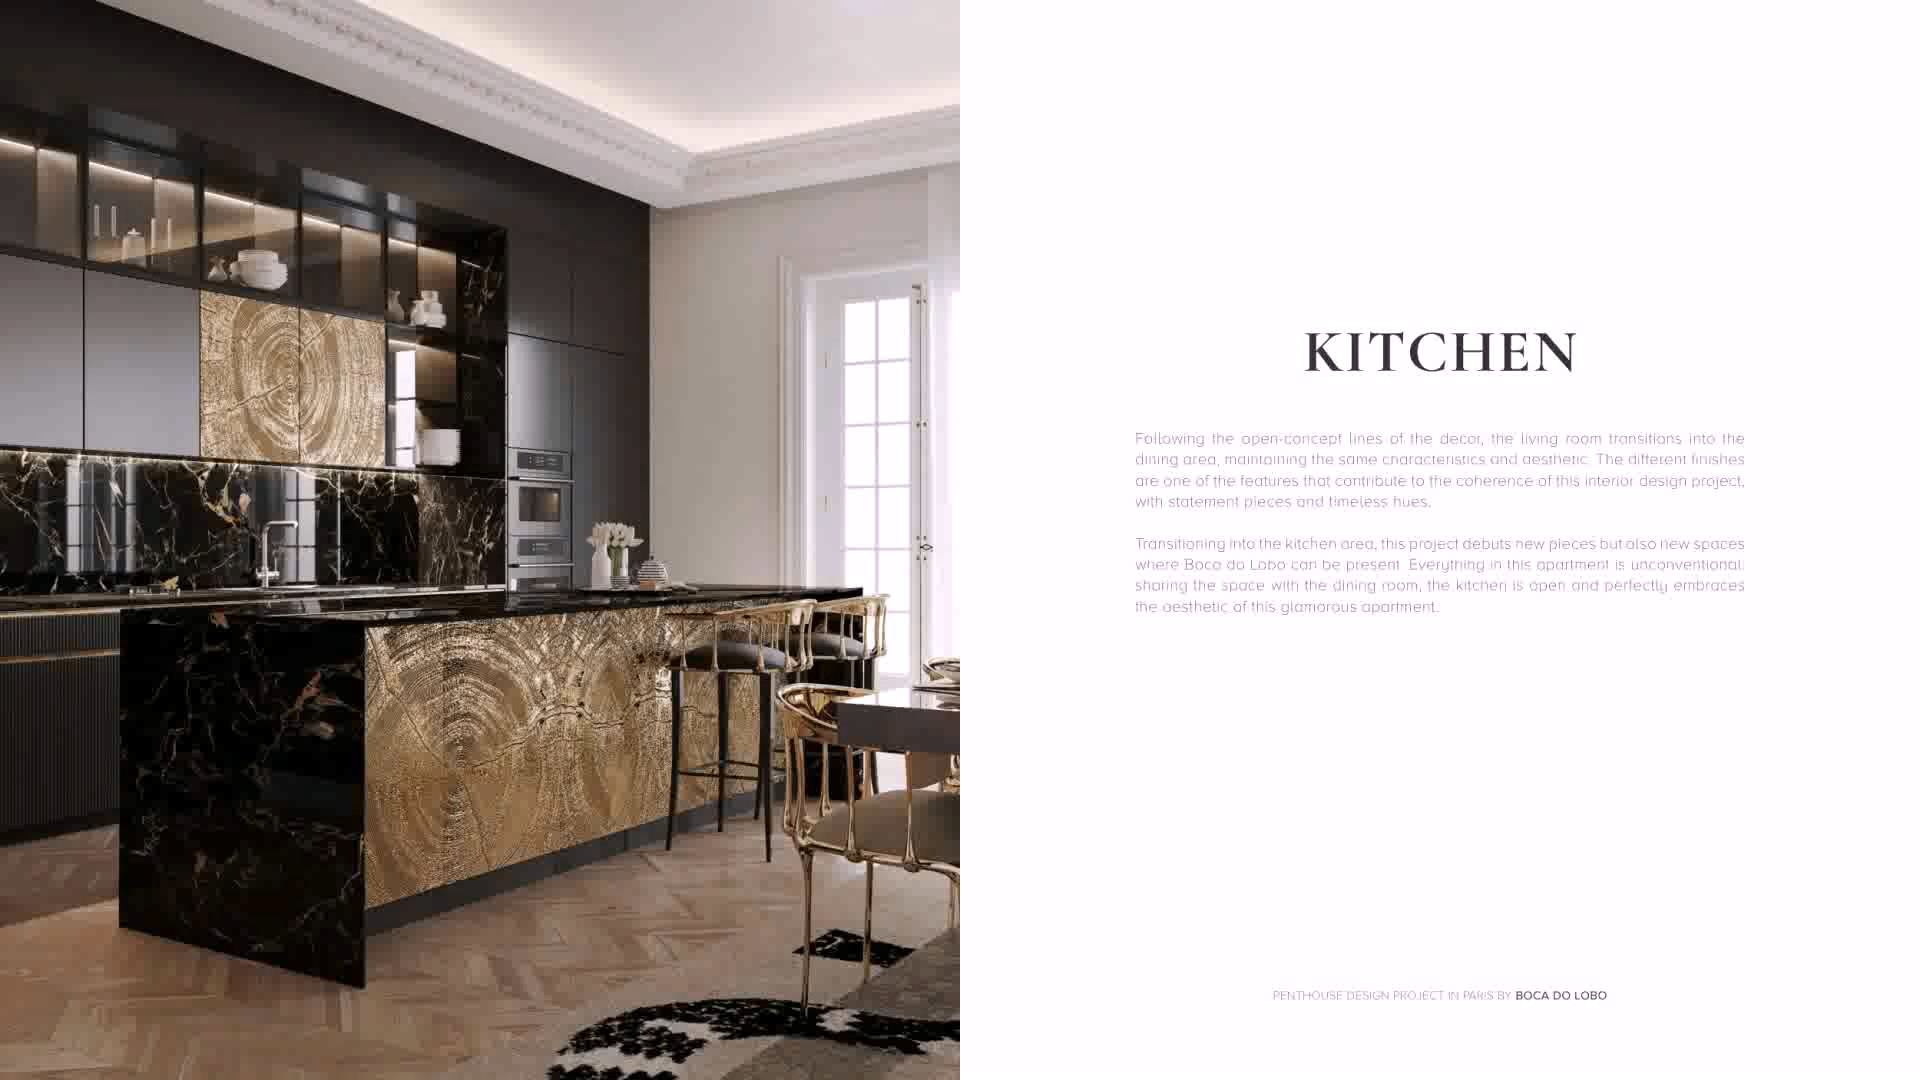 KITCHEN
Following the open-concept lines of the decor, the living room transitions into the
dining area, maintaining the same characteristics and aesthetic. The different finishes
are one of the features that contribute to the coherence of this interior design project,
with statement pieces and timeless hues.
Transitioning into the kitchen area, this project debuts new pieces but also new spaces
where Boca do Lobo can be present. Everything in this apartment is unconventional:
sharing the space with the dining room, the kitchen is open and perfectly embraces
the aesthetic of this glamorous apartment.
PENTHOUSE DESIGN PROJECT IN PARIS BY BOCA DO LOBO